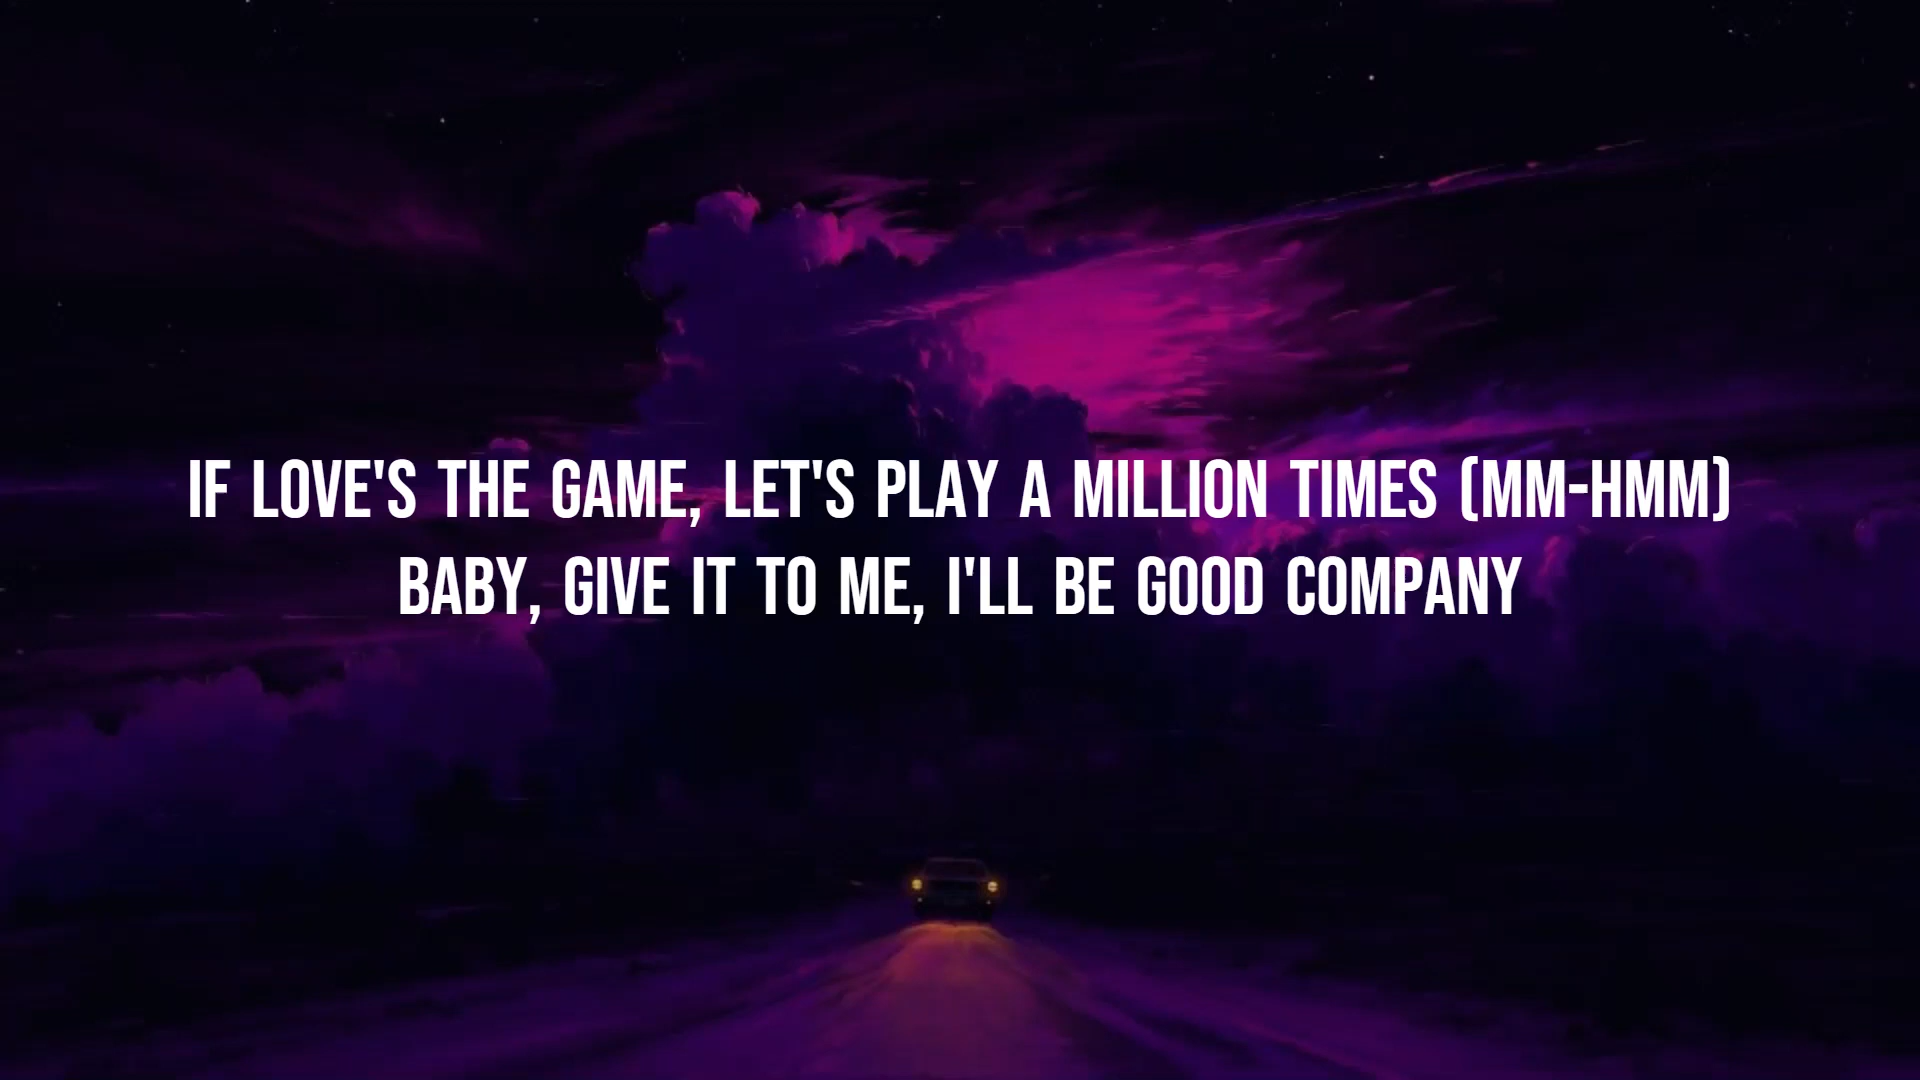 IF LOVE'S THE GAME, LET'S PLAY A MILLION TIMES (MM-HMM)
BABY, GIVE IT TO ME, I'LL BE GOOD COMPANY